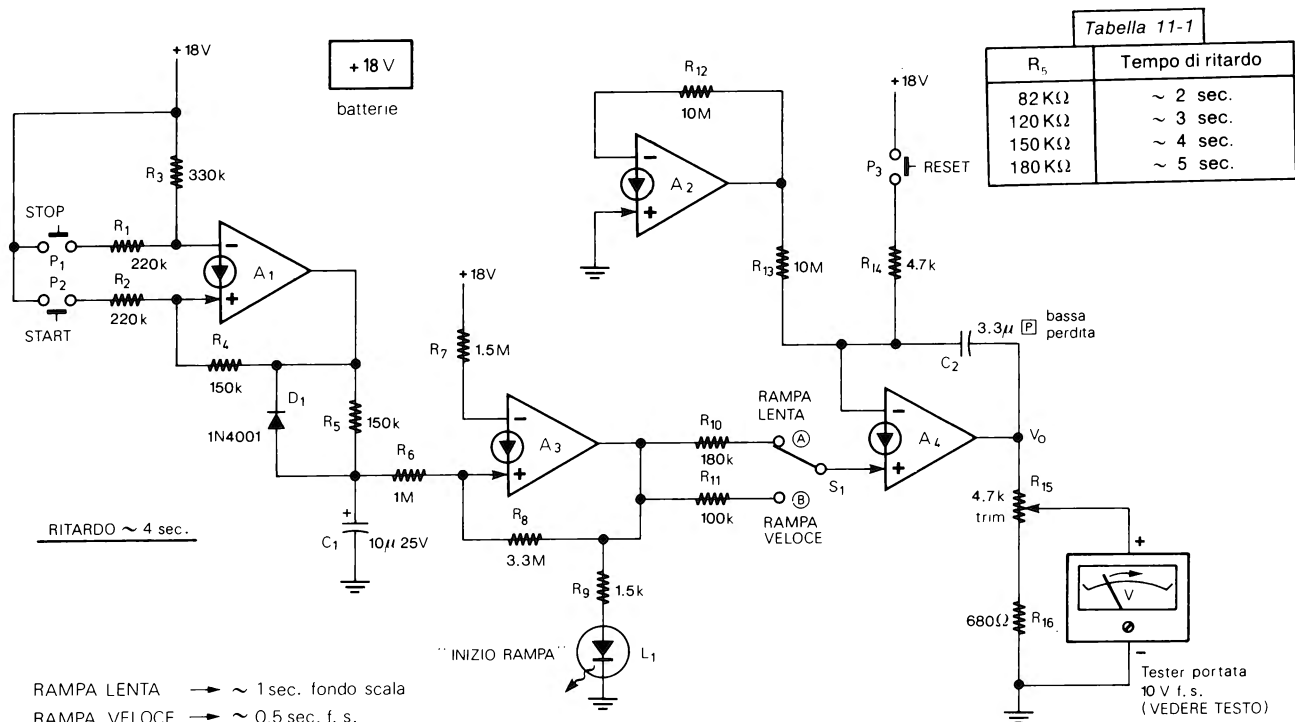 Tabella 11-1
R5 Tempo di ritardo
82 KΩ ~ 2 sec.
120 KΩ ~ 3 sec.
150 KΩ ~ 4 sec.
180 KΩ ~ 5 sec.
+18V
+18 V
batterie
R3
330k
STOP
P1
R1
220k
P2
R2
220k
START
−
+
A1
R4
150k
D1
1N4001
R5
150k
R6
1M
+
C1
10µ 25V
RITARDO ~ 4 sec.
+18V
R7
1.5M
−
+
A3
R8
3.3M
R9
1.5k
"INIZIO RAMPA"
L1
R12
10M
−
+
A2
R13
10M
+18V
P3
RESET
R14
4.7k
3.3µ P bassa perdita
C2
RAMPA LENTA
A
R10
180k
S1
R11
100k
B
RAMPA VELOCE
−
+
A4
Vo
R15
4.7k trim
680Ω
R16
+
V
−
Tester portata
10 V f. s.
(VEDERE TESTO)
RAMPA LENTA → ~ 1 sec. fondo scala
RAMPA VELOCE → ~ 0.5 sec. f. s.